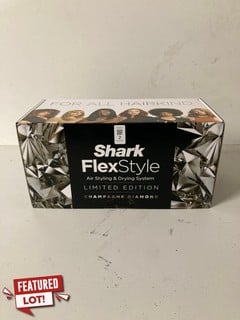 FOR ALL HAIRKIND
Shark
FlexStyle
Air Styling & Drying System
LIMITED EDITION
CHAMPAGNE DIAMOND
FEATURED
LOT!